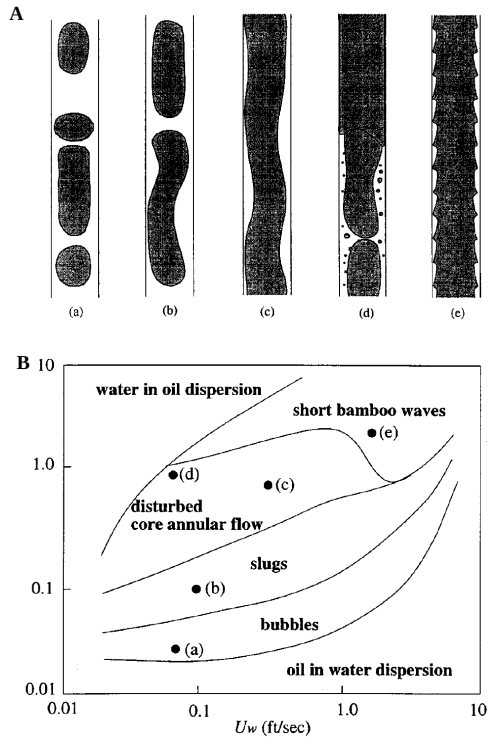 A
(a)
(b)
(c)
(d)
(e)
B
10
water in oil dispersion
short bamboo waves
(e)
1.0
(d)
(c)
disturbed
core annular flow
slugs
0.1
(b)
bubbles
(a)
oil in water dispersion
0.01
0.01
0.1
1.0
10
Uw (ft/sec)